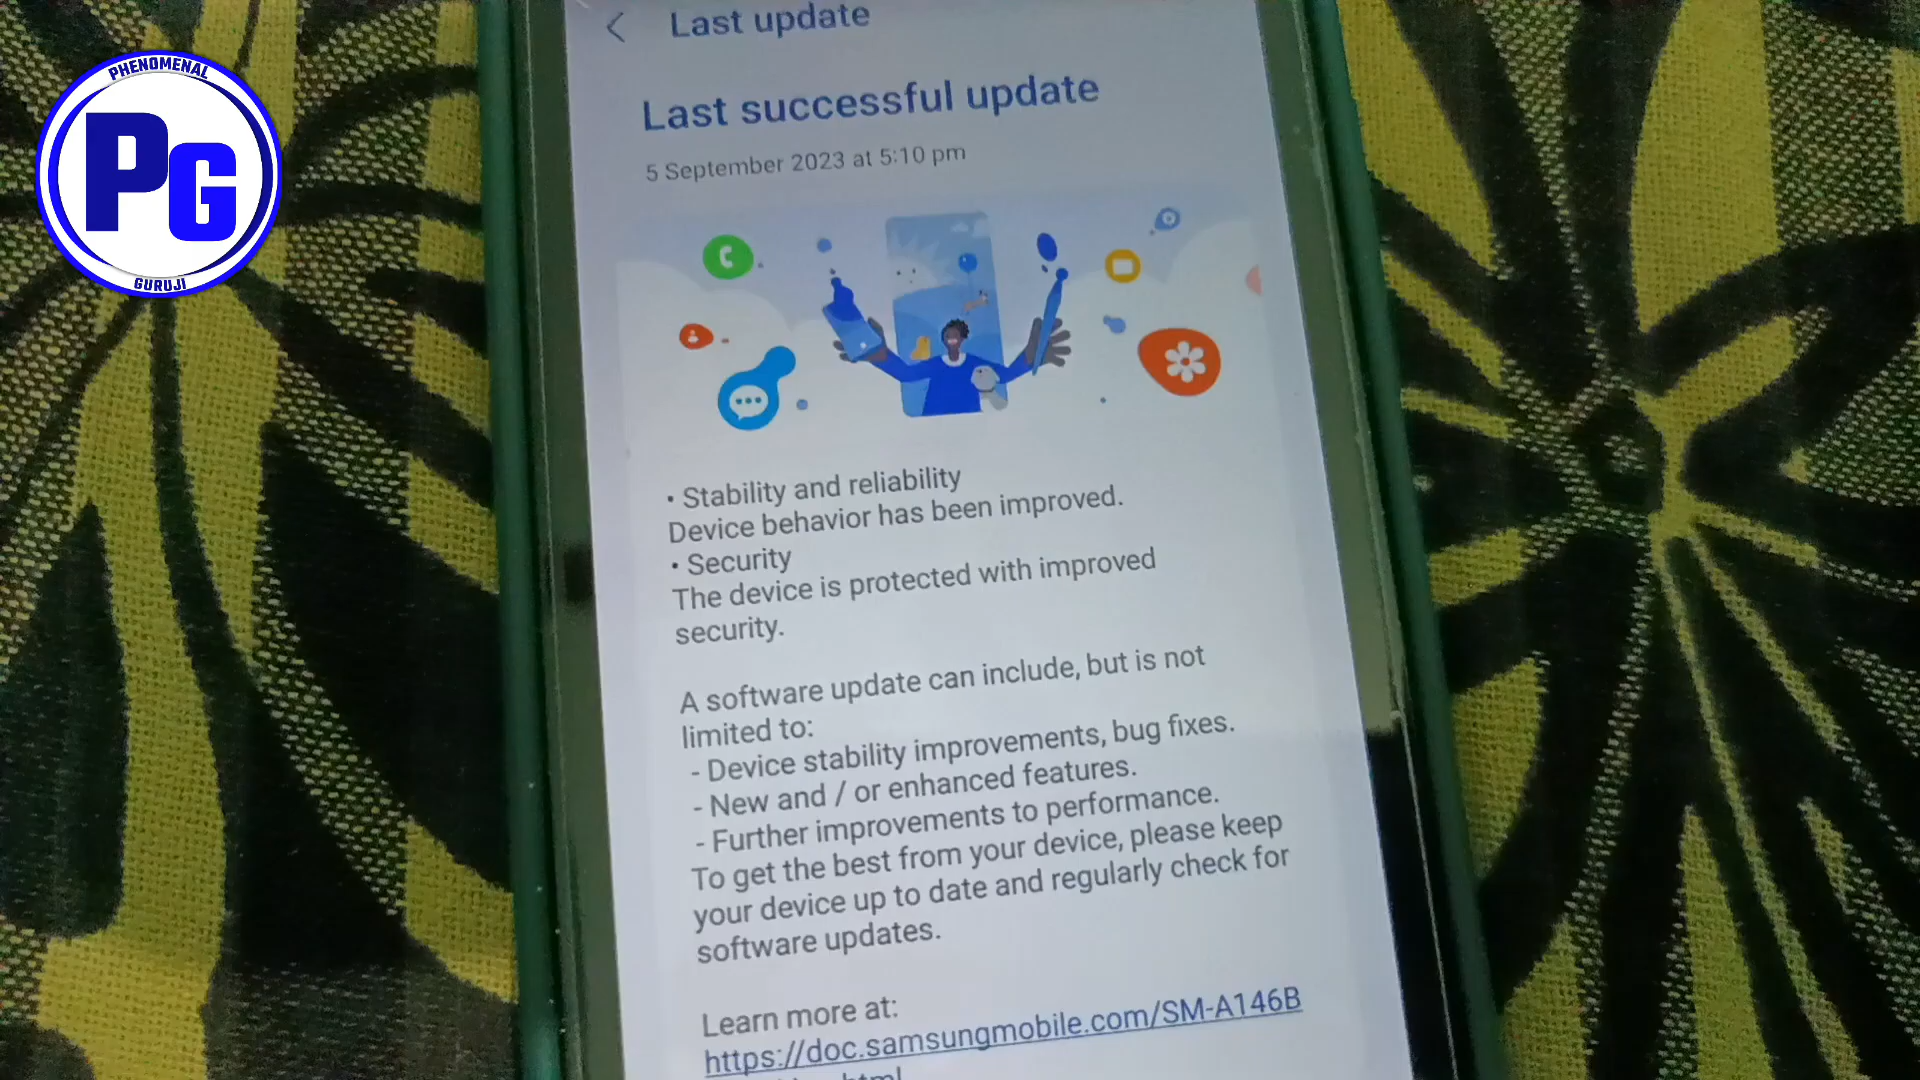 PHENOMENAL
PG
GURUJI
Last update
Last successful update
5 September 2023 at 5:10 pm
• Stability and reliability
Device behavior has been improved.
• Security
The device is protected with improved
security.
A software update can include, but is not
limited to:
- Device stability improvements, bug fixes.
- New and / or enhanced features.
- Further improvements to performance.
To get the best from your device, please keep
your device up to date and regularly check for
software updates.
Learn more at:
https://doc.samsungmobile.com/SM-A146B